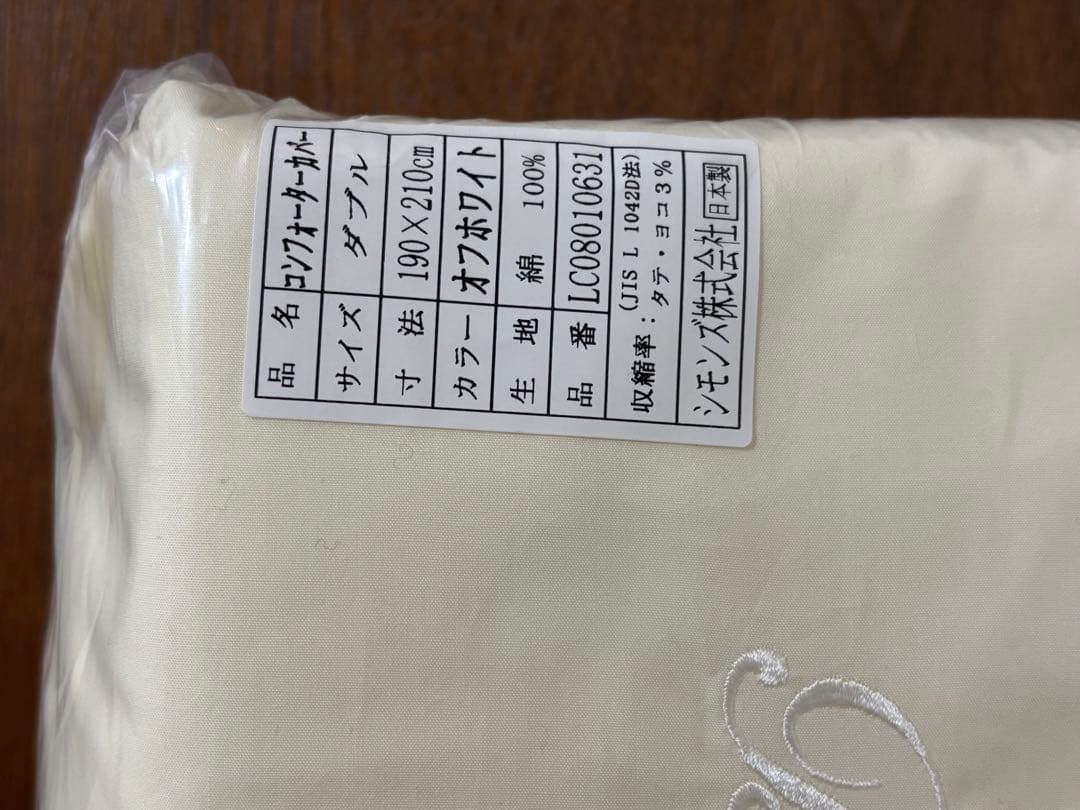 品名 コンフォーターカバー
サイズ ダブル
寸法 190×210cm
カラー オフホワイト
生地 綿 100%
品番 LC08010631
収縮率：(JIS L 1042D法)
タテ・ヨコ3%
シモンズ株式会社 日本製